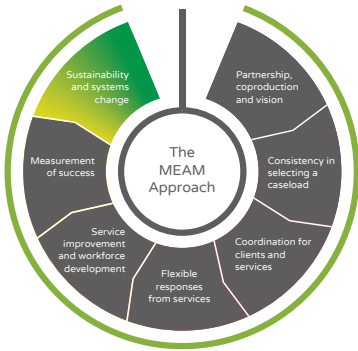 The
MEAM
Approach
Partnership,
coproduction
and vision
Consistency in
selecting a
caseload
Coordination for
clients and
services
Flexible
responses
from services
Service
improvement
and workforce
development
Measurement
of success
Sustainability
and systems
change